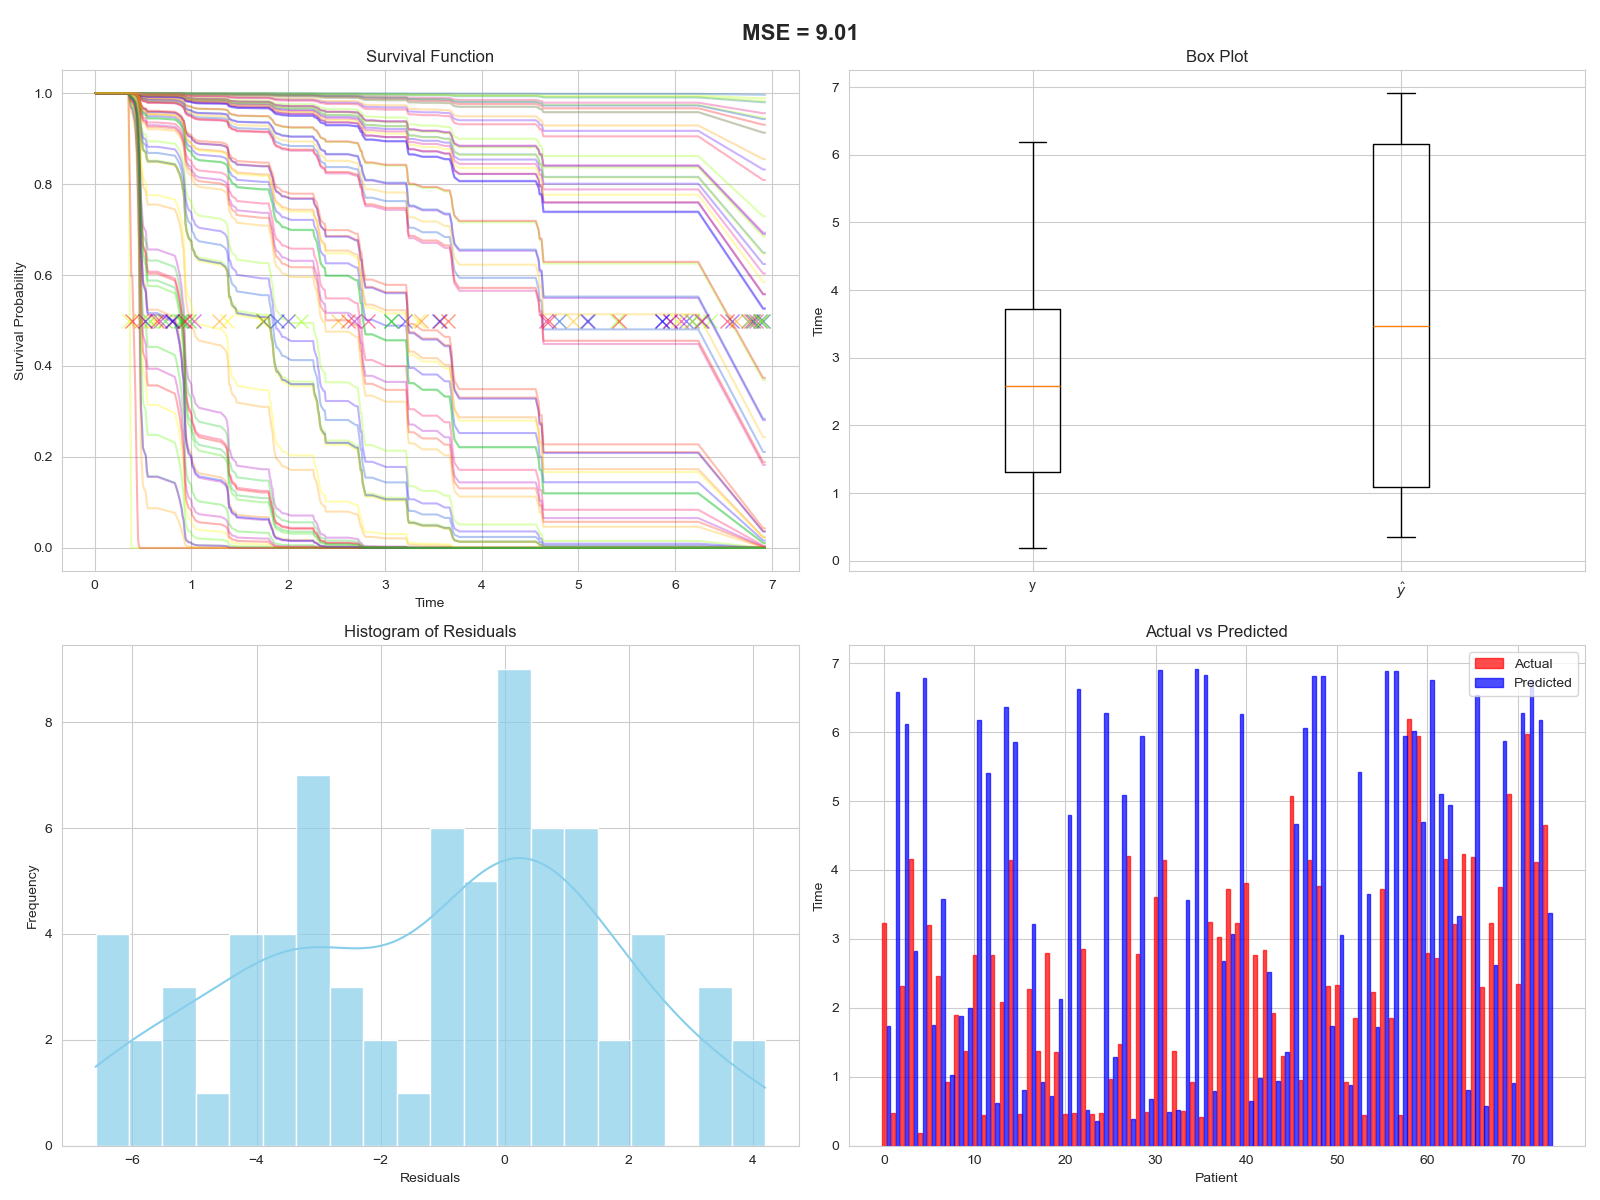 MSE = 9.01
Survival Function
Survival Probability
1.0
0.8
0.6
0.4
0.2
0.0
0 1 2 3 4 5 6 7
Time
Box Plot
Time
7
6
5
4
3
2
1
0
y ŷ
Histogram of Residuals
Frequency
8
6
4
2
0
−6 −4 −2 0 2 4
Residuals
Actual vs Predicted
Time
7
6
5
4
3
2
1
0
Actual
Predicted
0 10 20 30 40 50 60 70
Patient